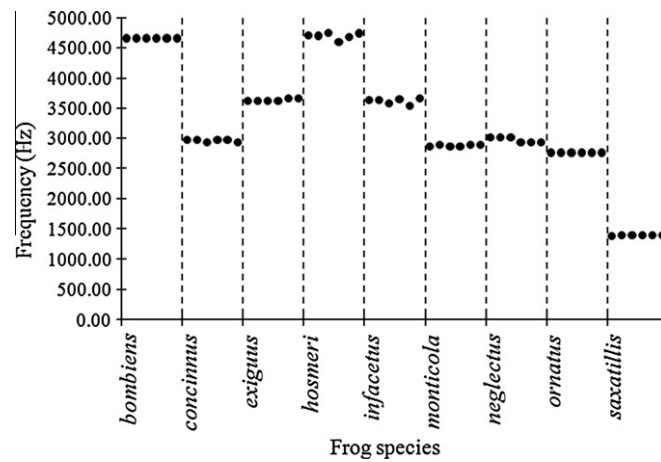 5000.00
4500.00
4000.00
3500.00
3000.00
2500.00
2000.00
1500.00
1000.00
500.00
0.00
Frequency (Hz)
bombiens
concinnus
exiguus
hosmeri
infacetus
monticola
neglectus
ornatus
saxatillis
Frog species